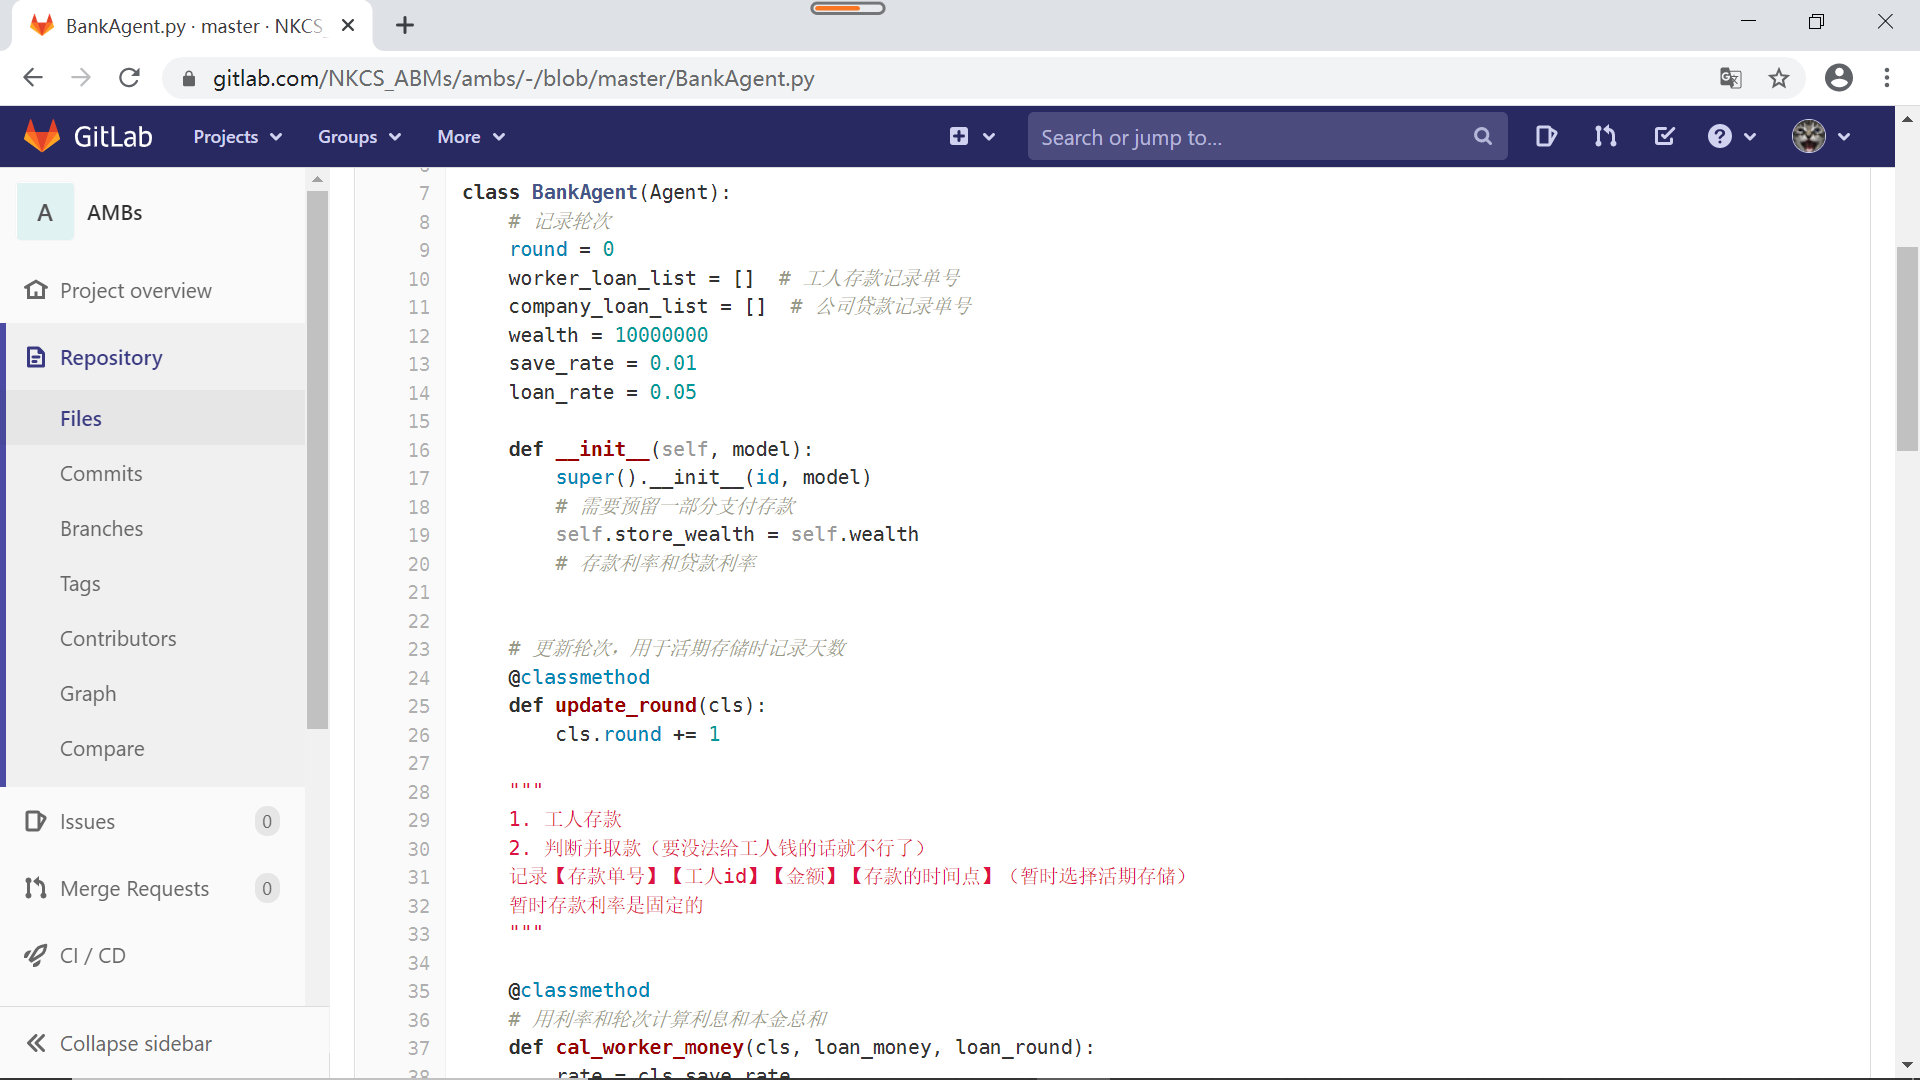 BankAgent.py · master · NKCS_
gitlab.com/NKCS_ABMs/ambs/-/blob/master/BankAgent.py
GitLab
Projects
Groups
More
Search or jump to...
A
AMBs
Project overview
Repository
Files
Commits
Branches
Tags
Contributors
Graph
Compare
Issues
0
Merge Requests
0
CI / CD
Collapse sidebar
7 class BankAgent(Agent):
8 # 记录轮次
9 round = 0
10 worker_loan_list = [] # 工人存款记录单号
11 company_loan_list = [] # 公司贷款记录单号
12 wealth = 10000000
13 save_rate = 0.01
14 loan_rate = 0.05
15
16 def __init__(self, model):
17 super().__init__(id, model)
18 # 需要预留一部分支付存款
19 self.store_wealth = self.wealth
20 # 存款利率和贷款利率
21
22
23 # 更新轮次，用于活期存储时记录天数
24 @classmethod
25 def update_round(cls):
26 cls.round += 1
27
28 """
29 1. 工人存款
30 2. 判断并取款（要没法给工人钱的话就不行了）
31 记录【存款单号】【工人id】【金额】【存款的时间点】（暂时选择活期存储）
32 暂时存款利率是固定的
33 """
34
35 @classmethod
36 # 用利率和轮次计算利息和本金总和
37 def cal_worker_money(cls, loan_money, loan_round):
38 rate = cls.save_rate